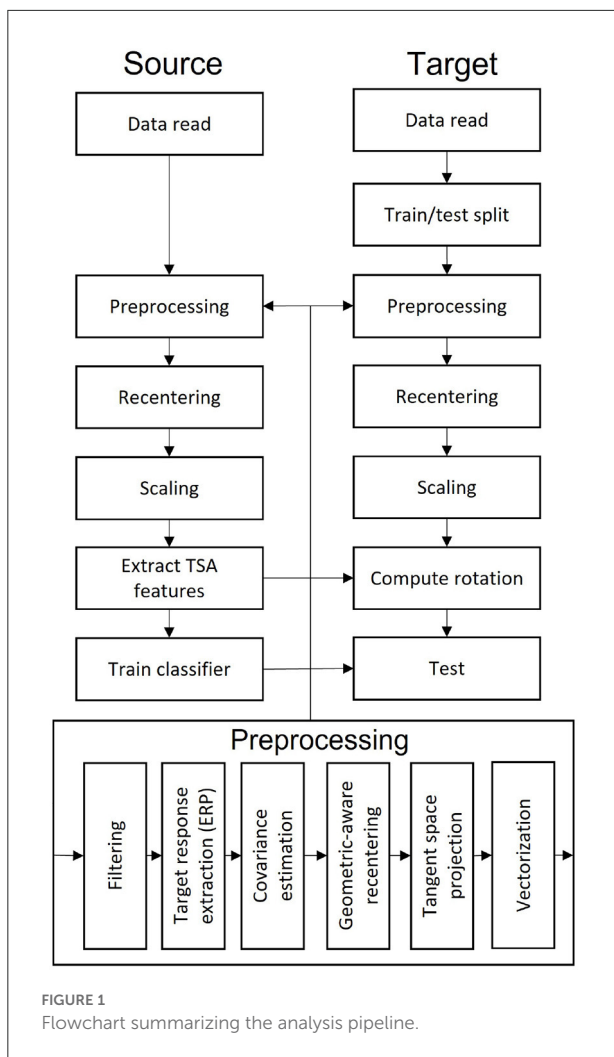 Source
Data read
Preprocessing
Recentering
Scaling
Extract TSA
features
Train classifier
Target
Data read
Train/test split
Preprocessing
Recentering
Scaling
Compute rotation
Test
Preprocessing
Filtering
Target response
extraction (ERP)
Covariance
estimation
Geometric-aware
recentering
Tangent space
projection
Vectorization
FIGURE 1
Flowchart summarizing the analysis pipeline.